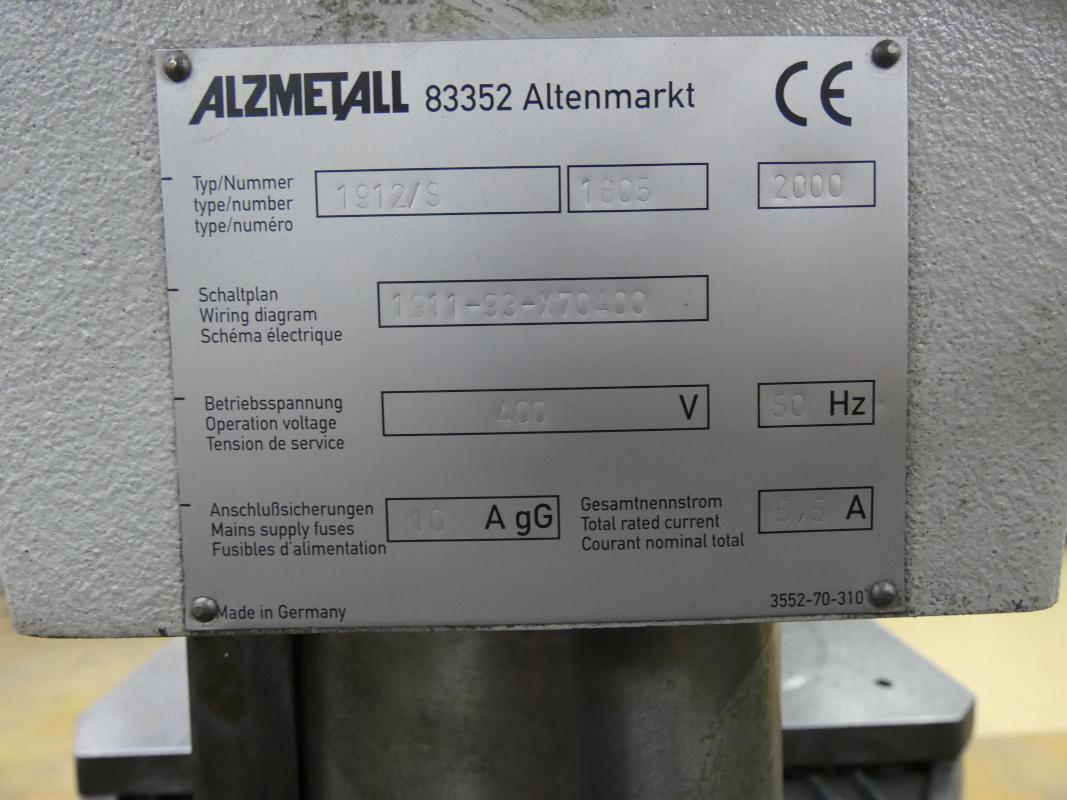 ALZMETALL 83352 Altenmarkt CE
Typ/Nummer
type/number
type/numéro
1912/S 1805 2000
Schaltplan
Wiring diagram
Schéma électrique
1911-93-X70400
Betriebsspannung
Operation voltage
Tension de service
400 V 50 Hz
Anschlußsicherungen
Mains supply fuses
Fusibles d'alimentation
10 A gG
Gesamtnennstrom
Total rated current
Courant nominal total
5,5 A
Made in Germany
3552-70-310